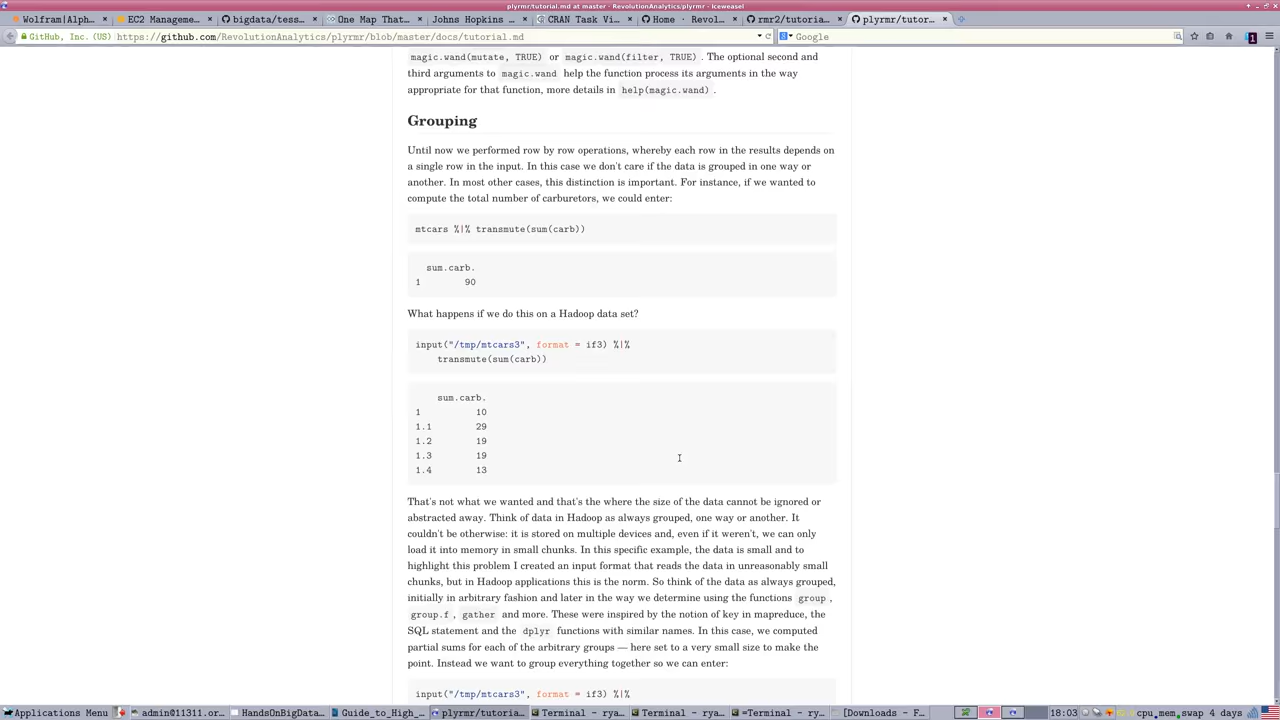 plyrmr/tutorial.md at master · RevolutionAnalytics/plyrmr - Iceweasel
Wolfram|Alph... × EC2 Manageme... × bigdata/tess... × One Map That... × Johns Hopkins ... × CRAN Task Vi... × Home · Revol... × rmr2/tutoria... × plyrmr/tutor... ×
GitHub, Inc. (US) https://github.com/RevolutionAnalytics/plyrmr/blob/master/docs/tutorial.md Google
magic.wand(mutate, TRUE) or magic.wand(filter, TRUE) . The optional second and
third arguments to magic.wand help the function process its arguments in the way
appropriate for that function, more details in help(magic.wand) .
Grouping
Until now we performed row by row operations, whereby each row in the results depends on
a single row in the input. In this case we don't care if the data is grouped in one way or
another. In most other cases, this distinction is important. For instance, if we wanted to
compute the total number of carburetors, we could enter:
mtcars %|% transmute(sum(carb))
sum.carb.
1 90
What happens if we do this on a Hadoop data set?
input("/tmp/mtcars3", format = if3) %|%
transmute(sum(carb))
sum.carb.
1 10
1.1 29
1.2 19
1.3 19
1.4 13
That's not what we wanted and that's the where the size of the data cannot be ignored or
abstracted away. Think of data in Hadoop as always grouped, one way or another. It
couldn't be otherwise: it is stored on multiple devices and, even if it weren't, we can only
load it into memory in small chunks. In this specific example, the data is small and to
highlight this problem I created an input format that reads the data in unreasonably small
chunks, but in Hadoop applications this is the norm. So think of the data as always grouped,
initially in arbitrary fashion and later in the way we determine using the functions group ,
group.f , gather and more. These were inspired by the notion of key in mapreduce, the
SQL statement and the dplyr functions with similar names. In this case, we computed
partial sums for each of the arbitrary groups — here set to a very small size to make the
point. Instead we want to group everything together so we can enter:
input("/tmp/mtcars3", format = if3) %|%
Applications Menu admin@11311.or... HandsOnBigData... Guide_to_High_... plyrmr/tutoria... Terminal - rya... Terminal - rya... =Terminal - rya... [Downloads - F... 18:03 cpu_mem_swap 4 days